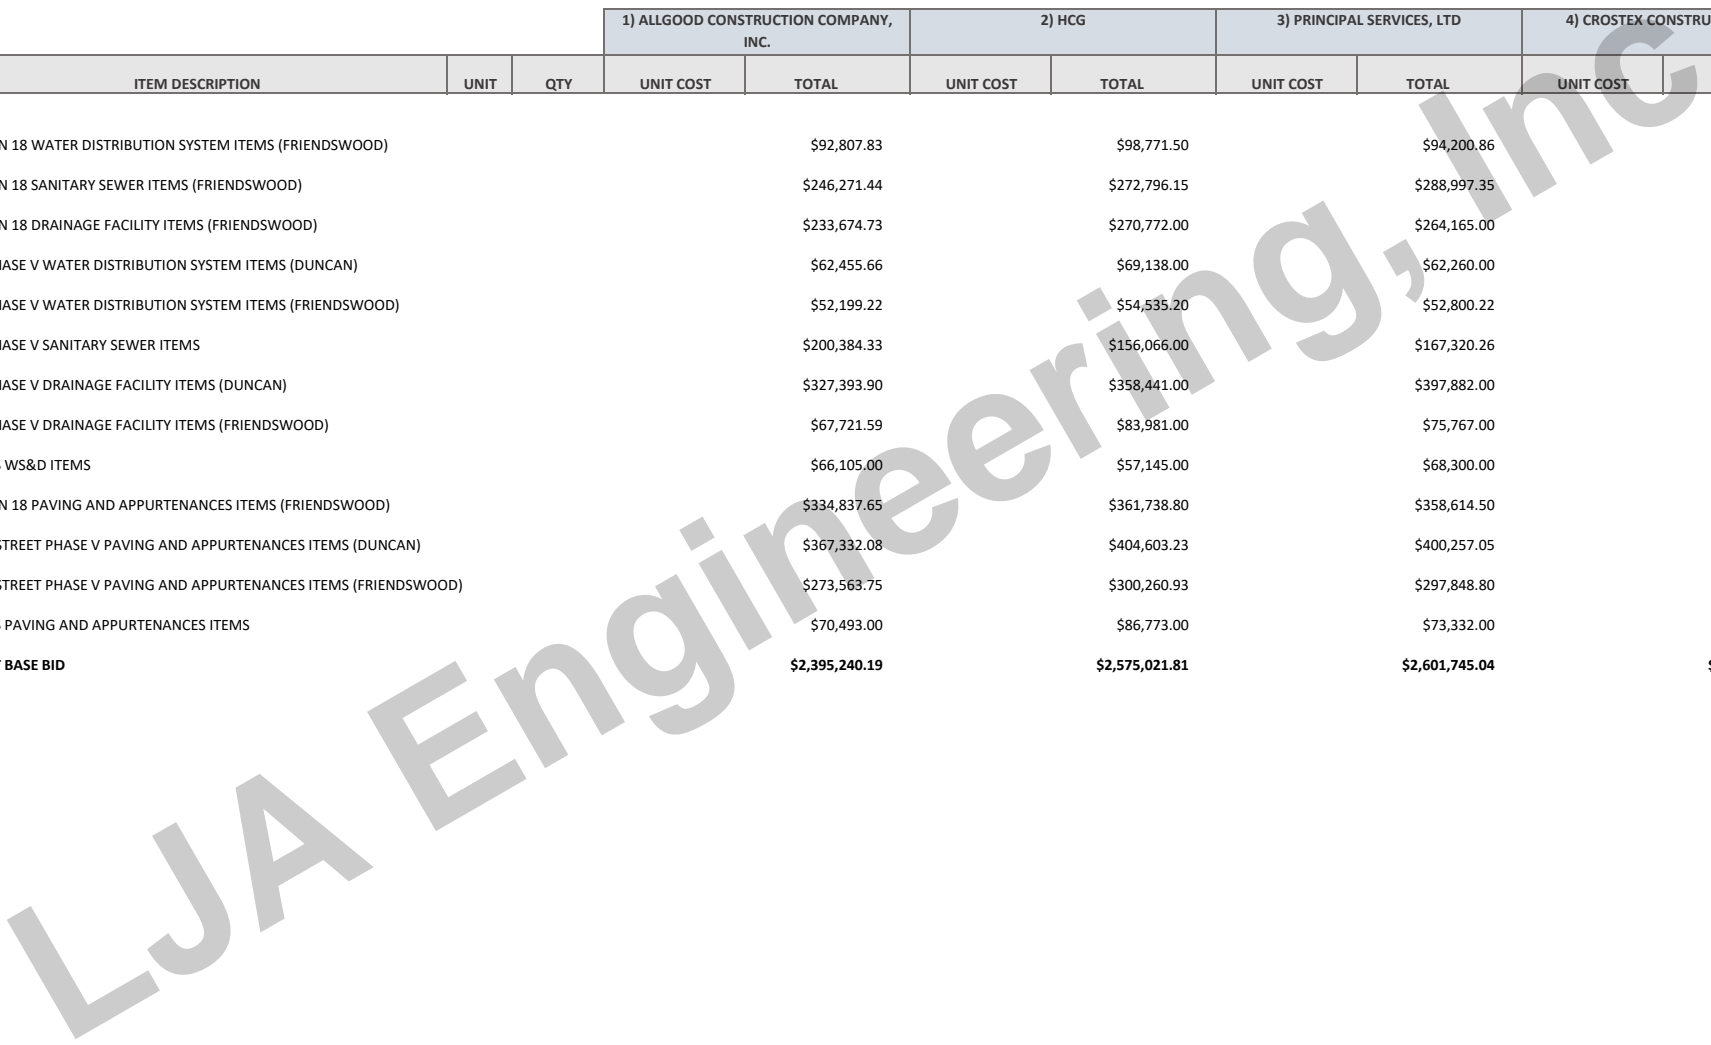 1) ALLGOOD CONSTRUCTION COMPANY, INC. 2) HCG 3) PRINCIPAL SERVICES, LTD 4) CROSTEX CONSTRU
ITEM DESCRIPTION UNIT QTY UNIT COST TOTAL UNIT COST TOTAL UNIT COST TOTAL UNIT COST
N 18 WATER DISTRIBUTION SYSTEM ITEMS (FRIENDSWOOD) $92,807.83 $98,771.50 $94,200.86
N 18 SANITARY SEWER ITEMS (FRIENDSWOOD) $246,271.44 $272,796.15 $288,997.35
N 18 DRAINAGE FACILITY ITEMS (FRIENDSWOOD) $233,674.73 $270,772.00 $264,165.00
HASE V WATER DISTRIBUTION SYSTEM ITEMS (DUNCAN) $62,455.66 $69,138.00 $62,260.00
HASE V WATER DISTRIBUTION SYSTEM ITEMS (FRIENDSWOOD) $52,199.22 $54,535.20 $52,800.22
HASE V SANITARY SEWER ITEMS $200,384.33 $156,066.00 $167,320.26
HASE V DRAINAGE FACILITY ITEMS (DUNCAN) $327,393.90 $358,441.00 $397,882.00
HASE V DRAINAGE FACILITY ITEMS (FRIENDSWOOD) $67,721.59 $83,981.00 $75,767.00
WS&D ITEMS $66,105.00 $57,145.00 $68,300.00
N 18 PAVING AND APPURTENANCES ITEMS (FRIENDSWOOD) $334,837.65 $361,738.80 $358,614.50
STREET PHASE V PAVING AND APPURTENANCES ITEMS (DUNCAN) $367,332.08 $404,603.23 $400,257.05
STREET PHASE V PAVING AND APPURTENANCES ITEMS (FRIENDSWOOD) $273,563.75 $300,260.93 $297,848.80
PAVING AND APPURTENANCES ITEMS $70,493.00 $86,773.00 $73,332.00
BASE BID $2,395,240.19 $2,575,021.81 $2,601,745.04 $
LJA Engineering, Inc